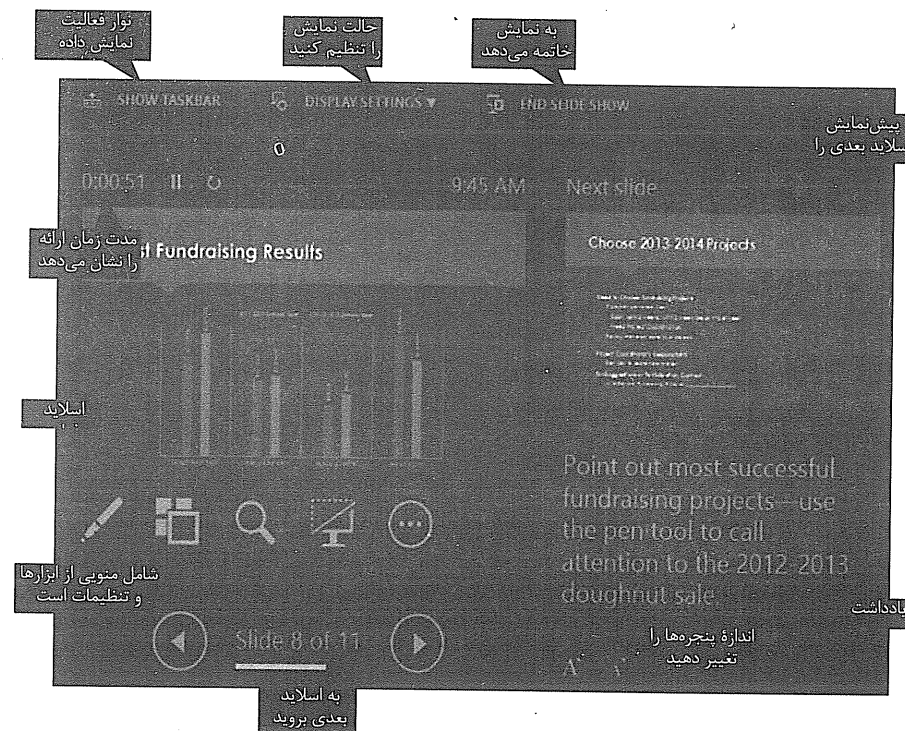 نوار فعالیت
نمایش داده
حالت نمایش
را تنظیم کنید
به نمایش
خاتمه می‌دهد
SHOW TASKBAR
DISPLAY SETTINGS ▼
END SLIDE SHOW
پیش‌نمایش
اسلاید بعدی را
0:00:51
9:45 AM
Next slide
مدت زمان ارائه
را نشان می‌دهد
st Fundraising Results
Choose 2013-2014 Projects
اسلاید
Point out most successful
fundraising projects—use
the pen tool to call
attention to the 2012-2013
doughnut sale.
شامل منویی از ابزارها
و تنظیمات است
یادداشت
Slide 8 of 11
اندازهٔ پنجره‌ها را
تغییر دهید
A A
به اسلاید
بعدی بروید